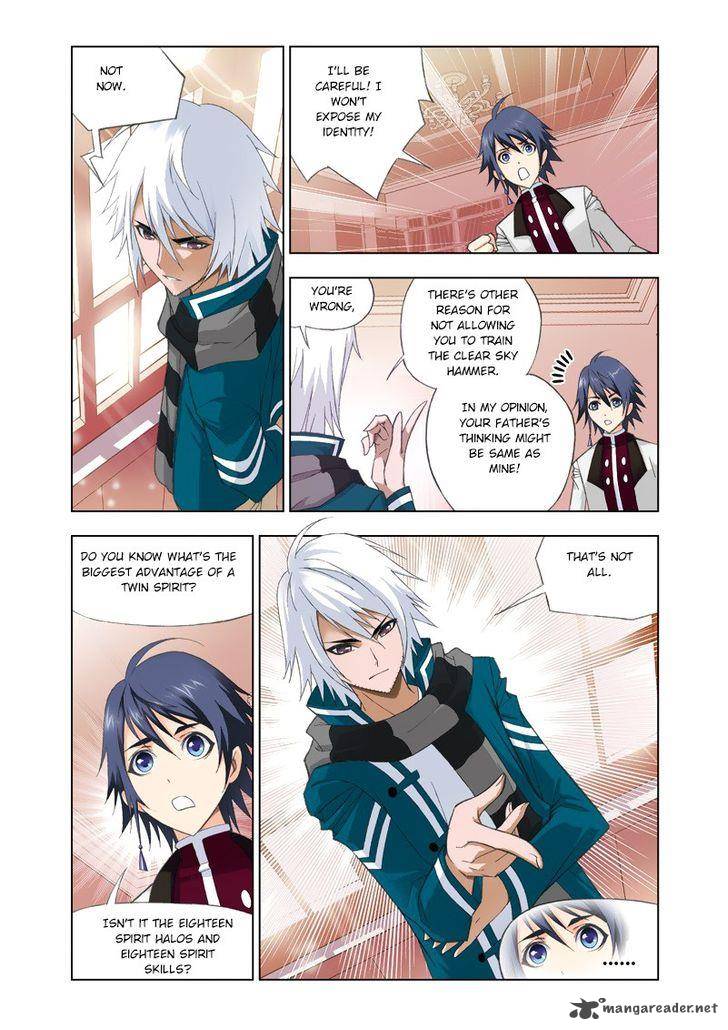 NOT
NOW.
I'LL BE
CAREFUL! I
WON'T
EXPOSE MY
IDENTITY!
YOU'RE
WRONG,
THERE'S OTHER
REASON FOR
NOT ALLOWING
YOU TO TRAIN
THE CLEAR SKY
HAMMER.
IN MY OPINION,
YOUR FATHER'S
THINKING MIGHT
BE SAME AS
MINE!
DO YOU KNOW WHAT'S THE
BIGGEST ADVANTAGE OF A
TWIN SPIRIT?
ISN'T IT THE EIGHTEEN
SPIRIT HALOS AND
EIGHTEEN SPIRIT
SKILLS?
THAT'S NOT
ALL.
......
mangareader.net